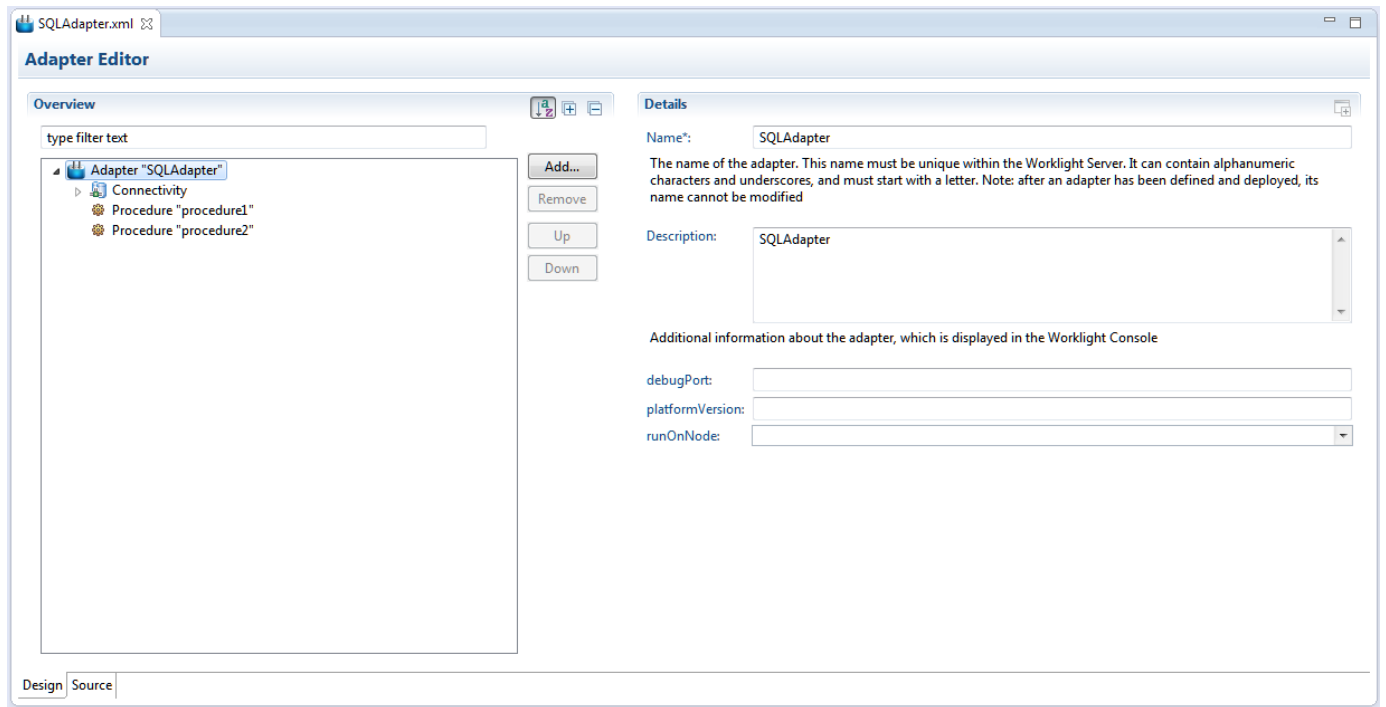 SQLAdapter.xml
Adapter Editor
Overview
type filter text
Adapter "SQLAdapter"
Connectivity
Procedure "procedure1"
Procedure "procedure2"
Add...
Remove
Up
Down
Details
Name*: SQLAdapter
The name of the adapter. This name must be unique within the Worklight Server. It can contain alphanumeric
characters and underscores, and must start with a letter. Note: after an adapter has been defined and deployed, its
name cannot be modified
Description: SQLAdapter
Additional information about the adapter, which is displayed in the Worklight Console
debugPort:
platformVersion:
runOnNode:
Design Source